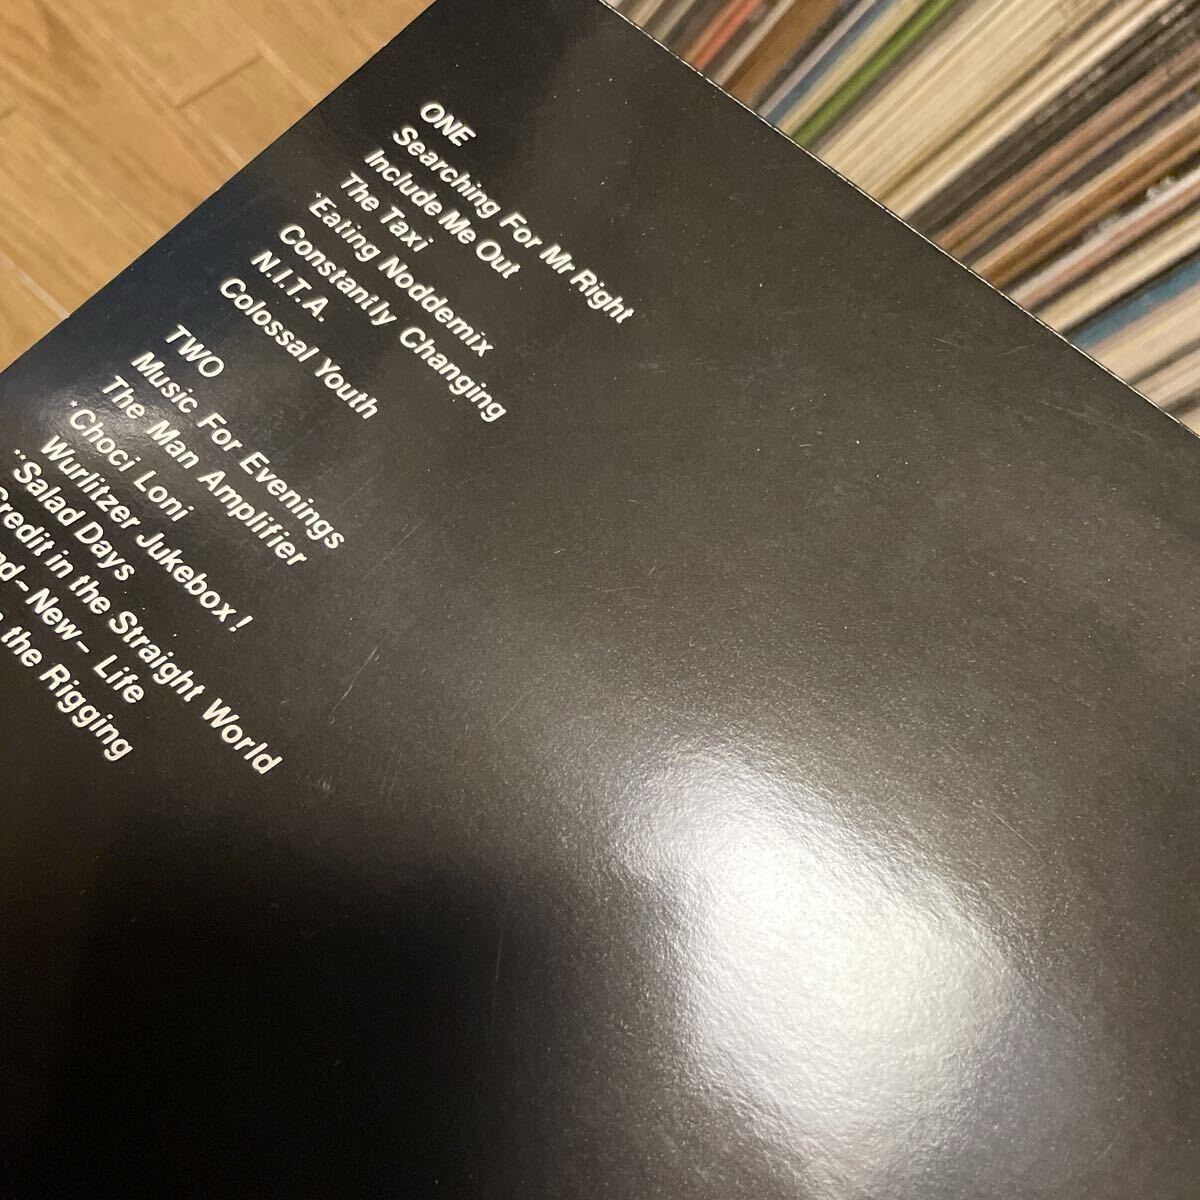 ONE
Searching For Mr Right
Include Me Out
The Taxi
*Eating Noddemix
Constantly Changing
N.I.T.A.
Colossal Youth
TWO
Music For Evenings
The Man Amplifier
*Choci Loni
Wurlitzer Jukebox!
**Salad Days
Credit in the Straight World
-New- Life
the Rigging